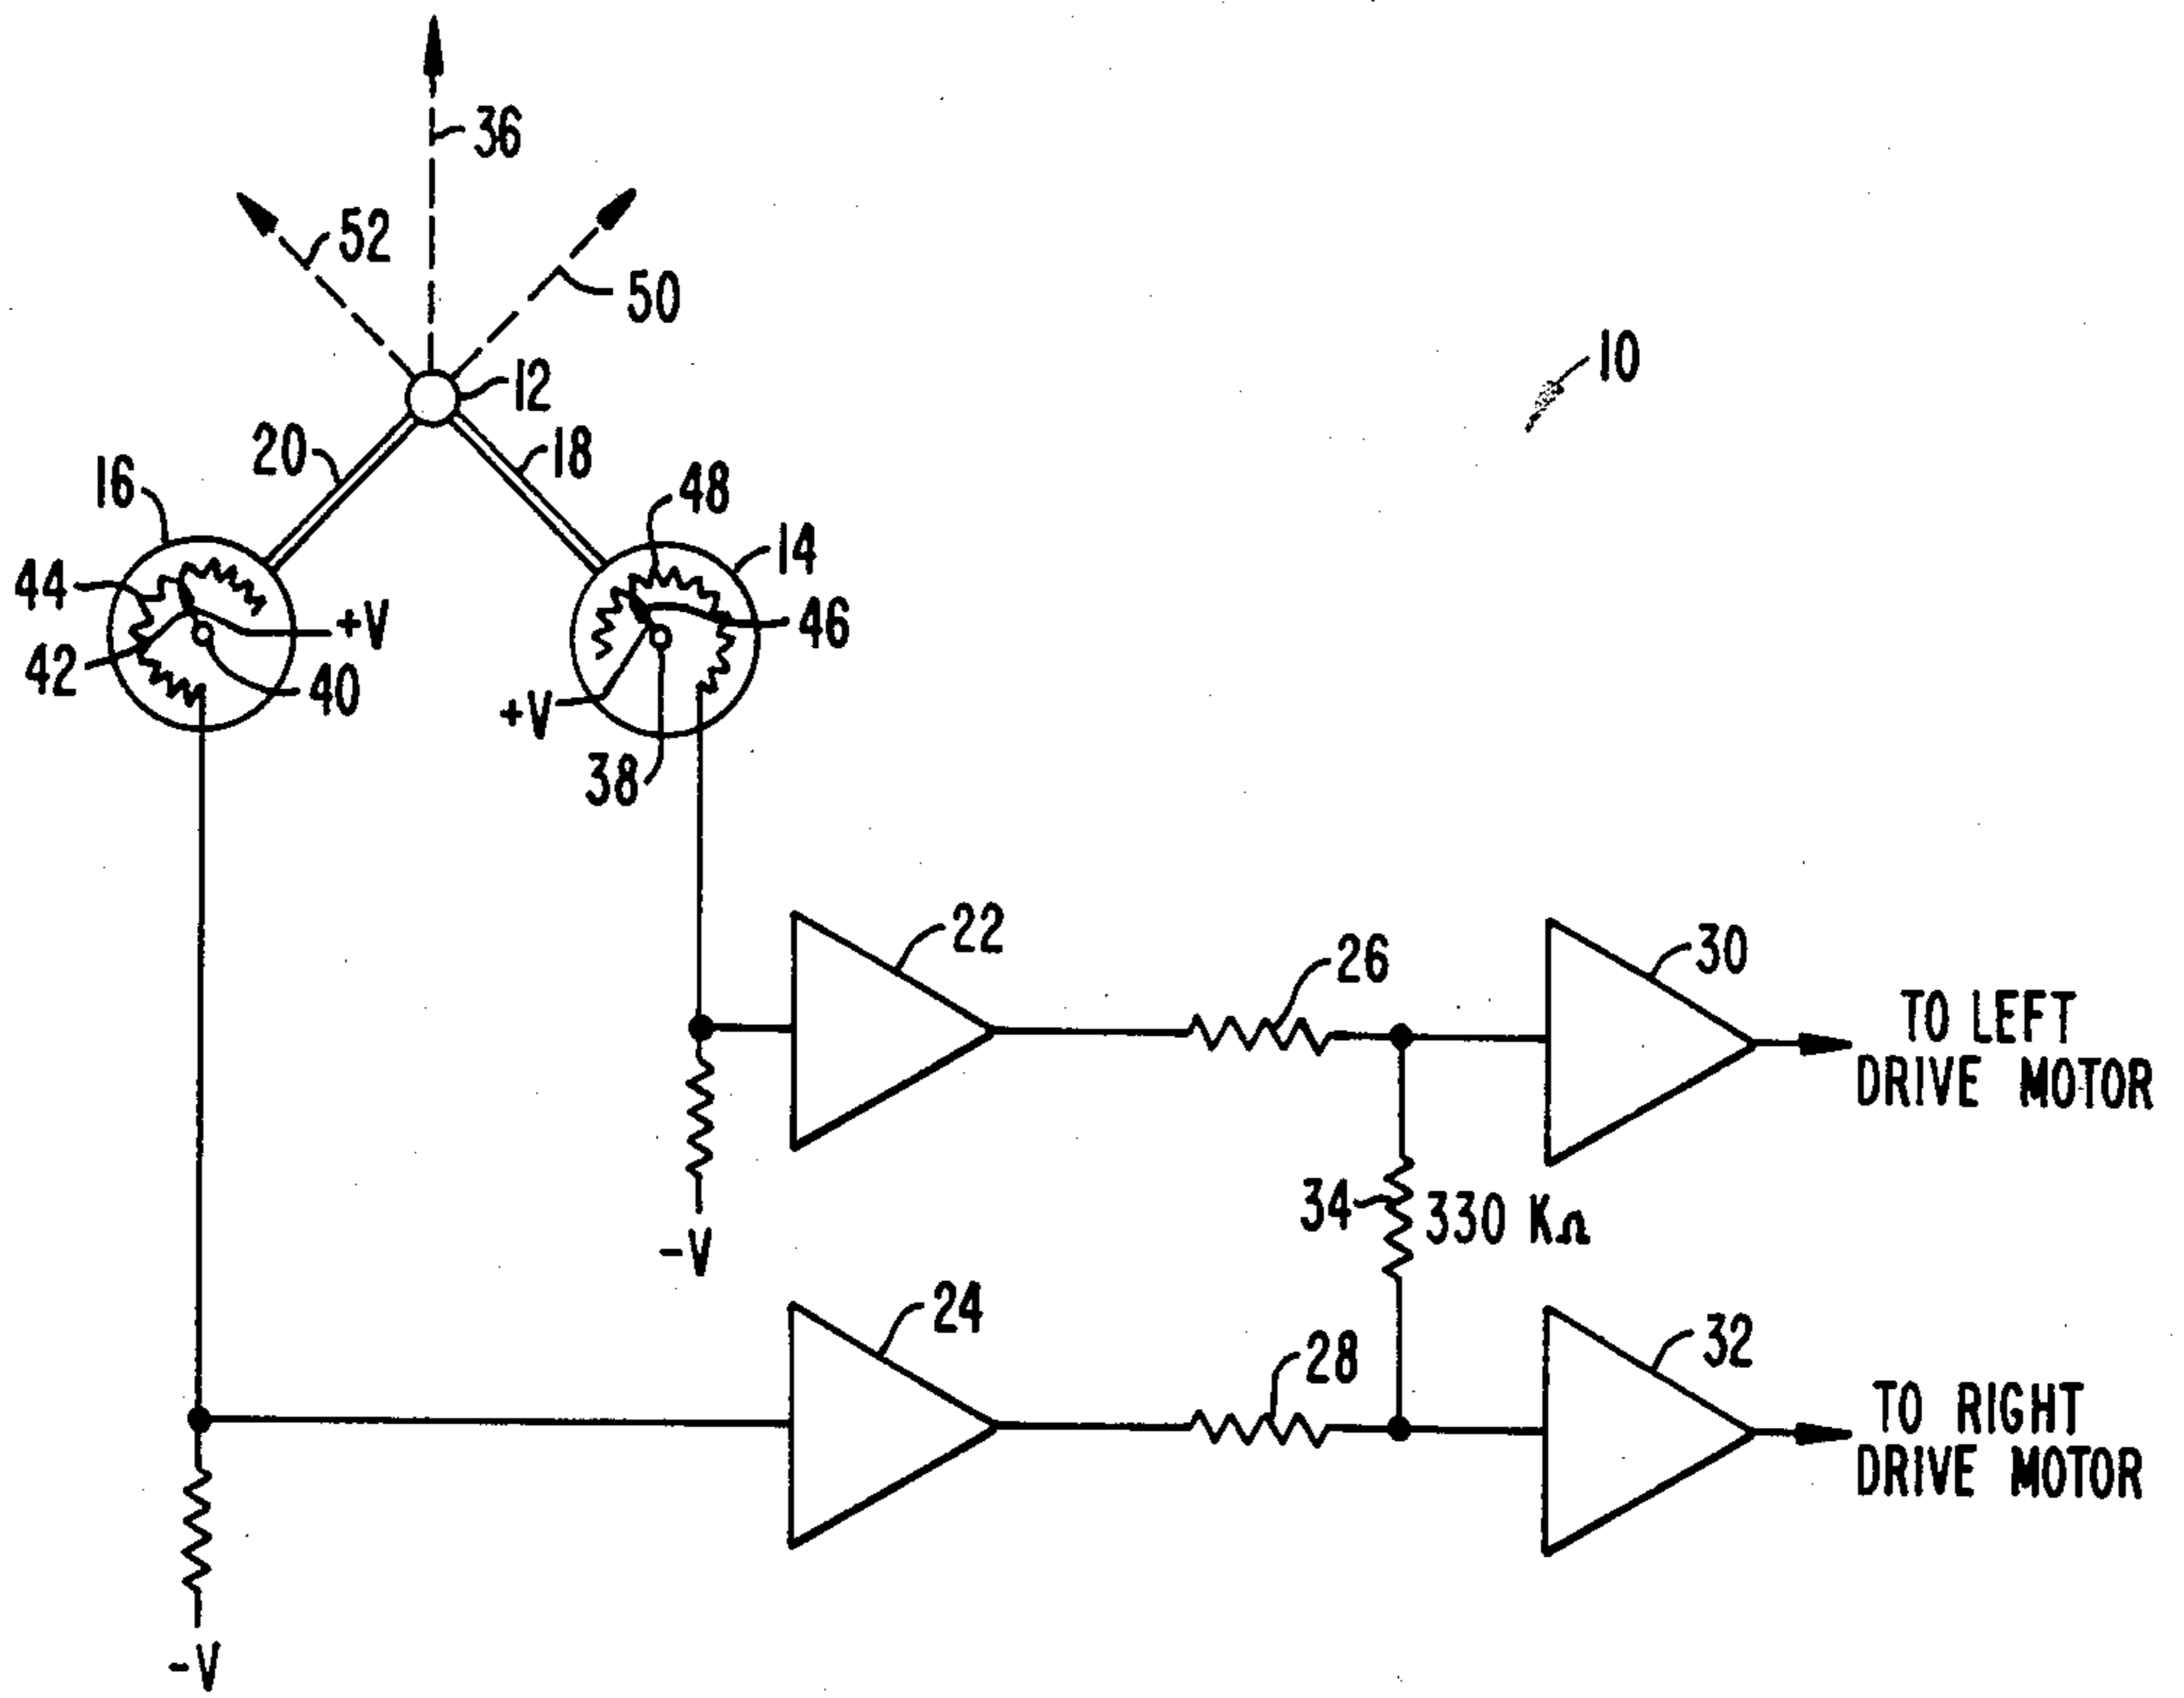 36
52
50
12
10
20
18
16
48
14
44
+V
46
42
40
+V
38
22
26
30
TO LEFT
DRIVE MOTOR
34
330 KΩ
-V
24
28
32
TO RIGHT
DRIVE MOTOR
-V